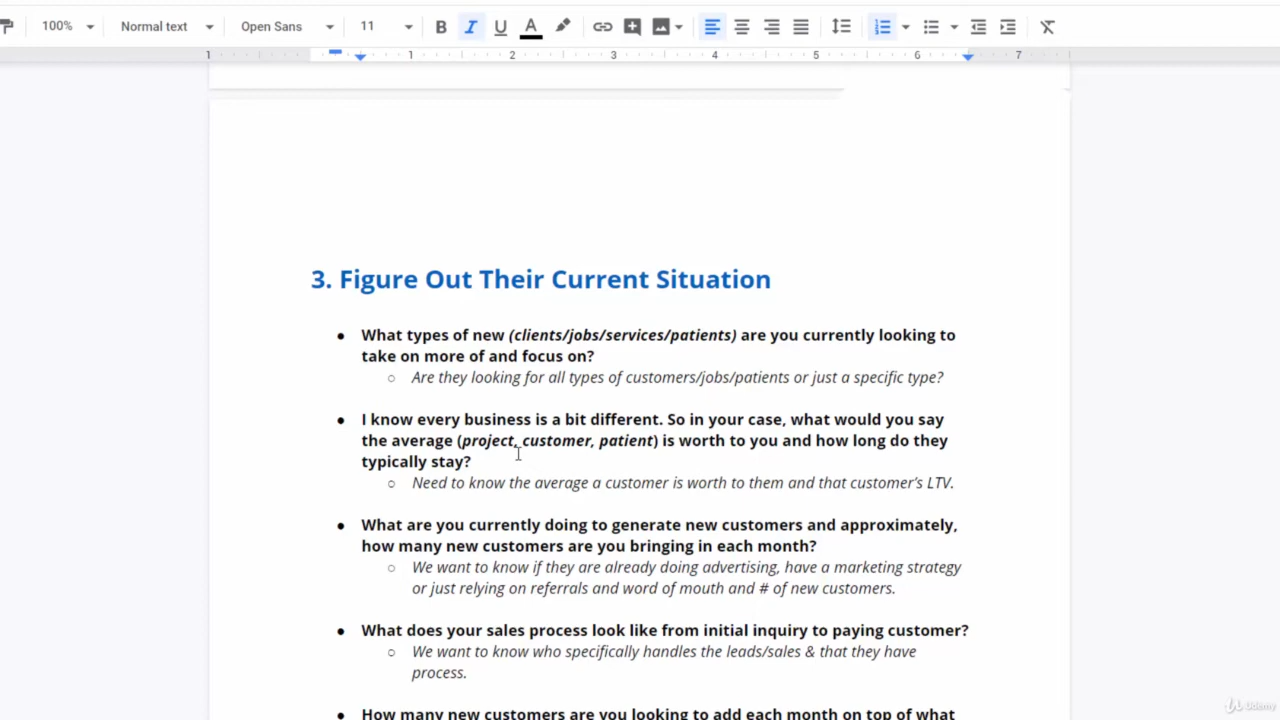 100% Normal text Open Sans 11 B I U A
1 1 2 3 4 5 6 7
3. Figure Out Their Current Situation
● What types of new (clients/jobs/services/patients) are you currently looking to
take on more of and focus on?
○ Are they looking for all types of customers/jobs/patients or just a specific type?
● I know every business is a bit different. So in your case, what would you say
the average (project, customer, patient) is worth to you and how long do they
typically stay?
○ Need to know the average a customer is worth to them and that customer's LTV.
● What are you currently doing to generate new customers and approximately,
how many new customers are you bringing in each month?
○ We want to know if they are already doing advertising, have a marketing strategy
or just relying on referrals and word of mouth and # of new customers.
● What does your sales process look like from initial inquiry to paying customer?
○ We want to know who specifically handles the leads/sales & that they have
process.
● How many new customers are you looking to add each month on top of what
Udemy